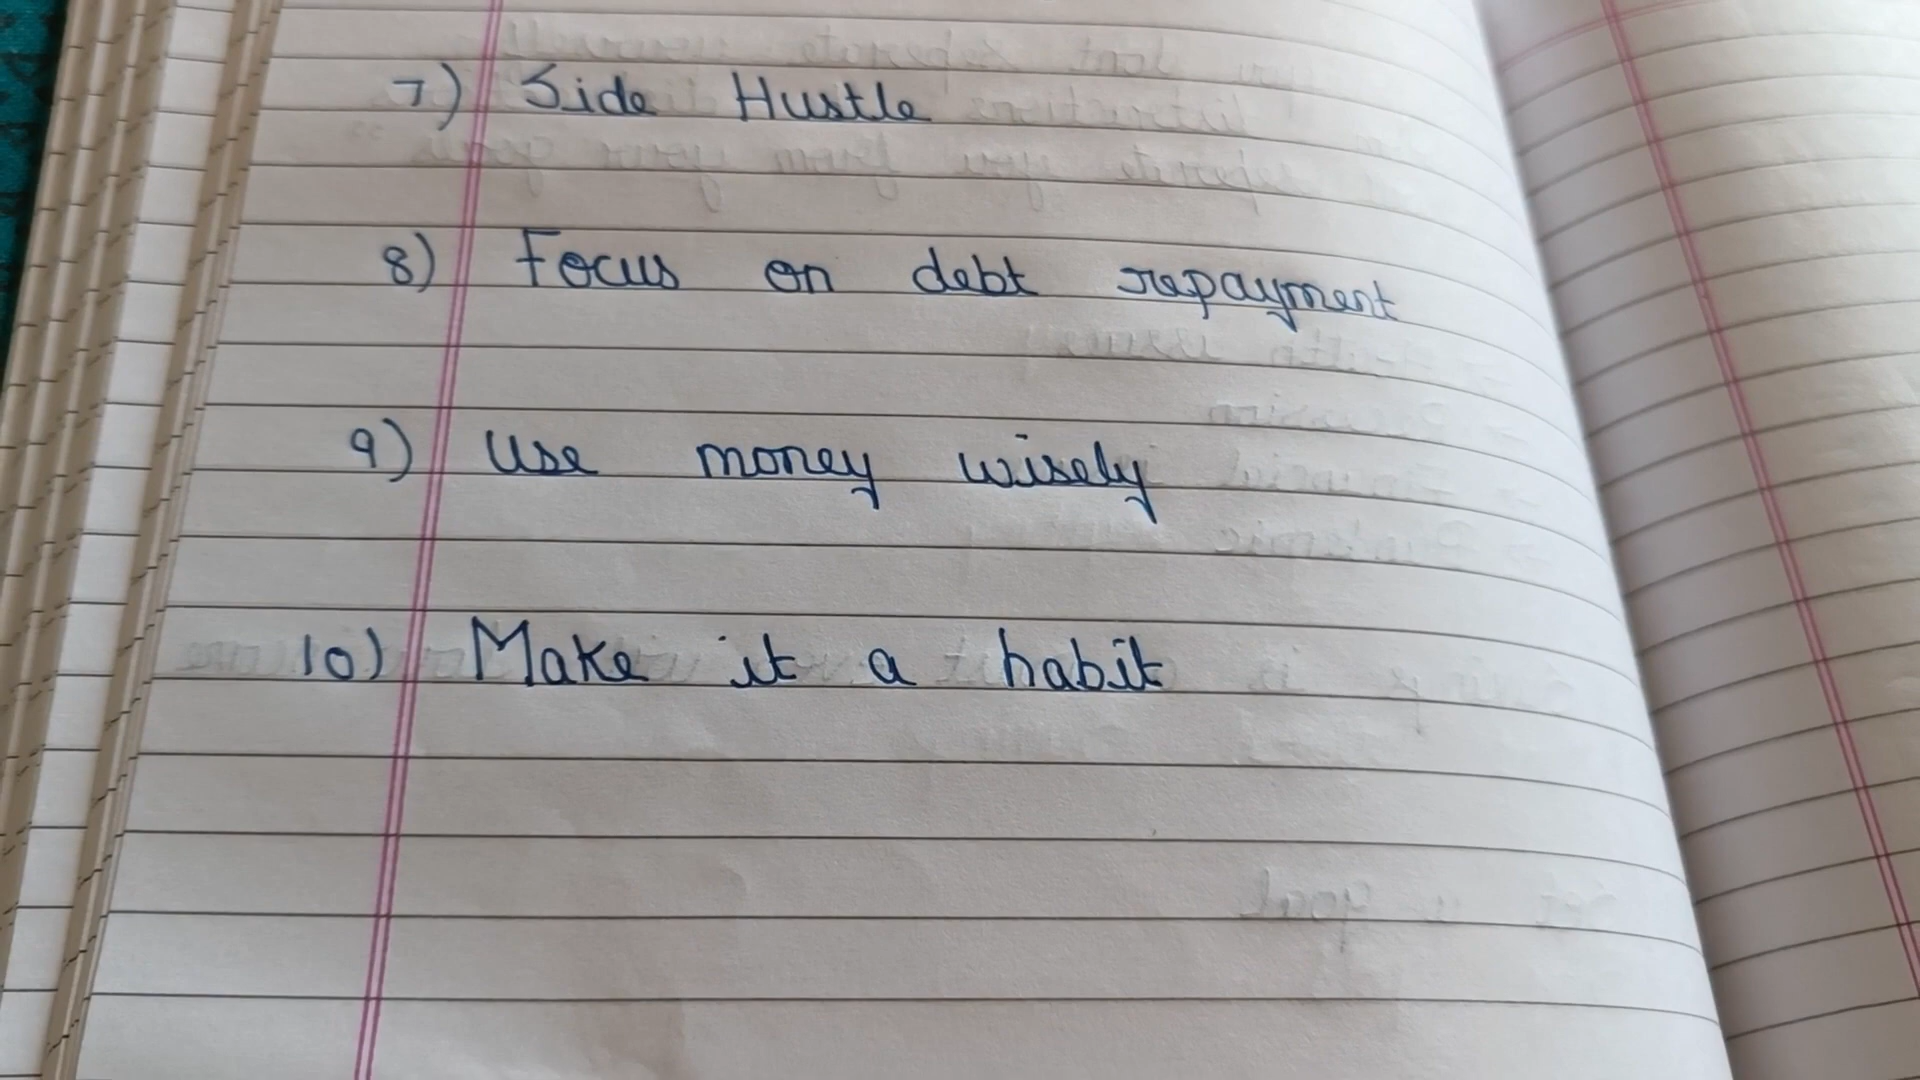 7) Side Hustle
8) Focus on debt repayment
9) Use money wisely
10) Make it a habit